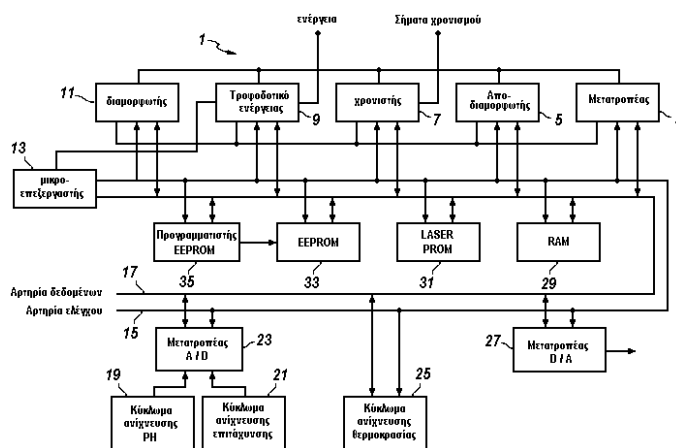 ενέργεια
Σήματα χρονισμού
1
11
διαμορφωτής
Τροφοδοτικό
ενέργειας
9
χρονιστής
7
Απο-
διαμορφωτής
5
Μετατροπέας
13
μικρο-
επεξεργαστής
Προγραμματιστής
EEPROM
35
EEPROM
33
LASER
PROM
31
RAM
29
Αρτηρία δεδομένων
17
Αρτηρία ελέγχου
15
Μετατροπέας
A / D
23
27
Μετατροπέας
D / A
19
Κύκλωμα
ανίχνευσης
PH
21
Κύκλωμα
ανίχνευσης
επιτάχυνσης
25
Κύκλωμα
ανίχνευσης
θερμοκρασίας